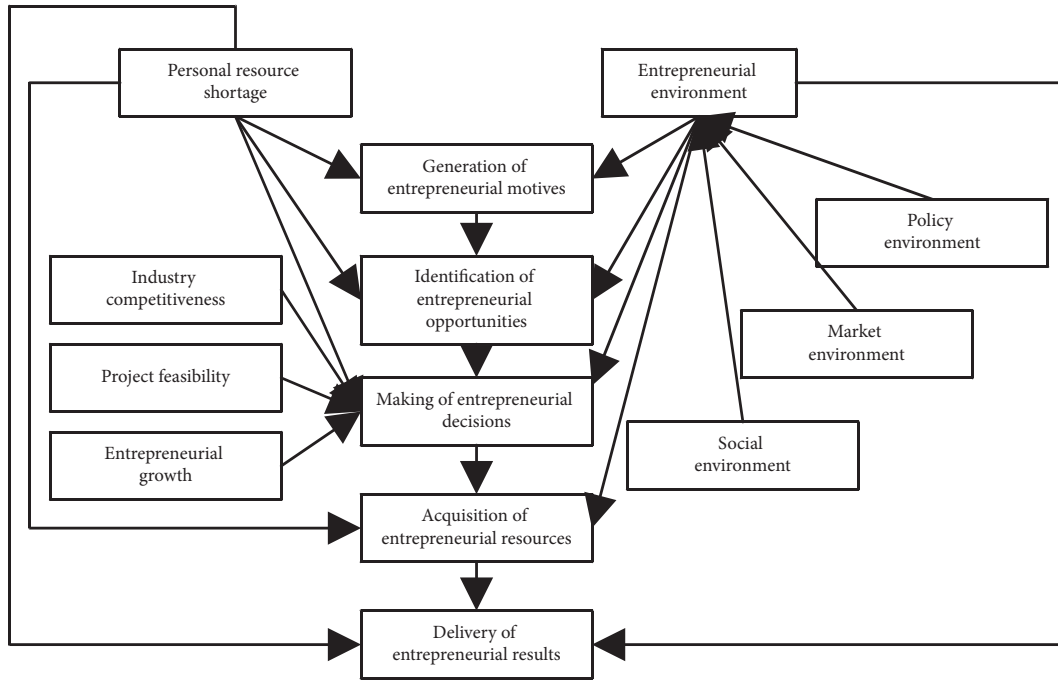 Personal resource
shortage
Entrepreneurial
environment
Generation of
entrepreneurial motives
Policy
environment
Industry
competitiveness
Identification of
entrepreneurial
opportunities
Market
environment
Project feasibility
Making of entrepreneurial
decisions
Entrepreneurial
growth
Social
environment
Acquisition of
entrepreneurial resources
Delivery of
entrepreneurial results